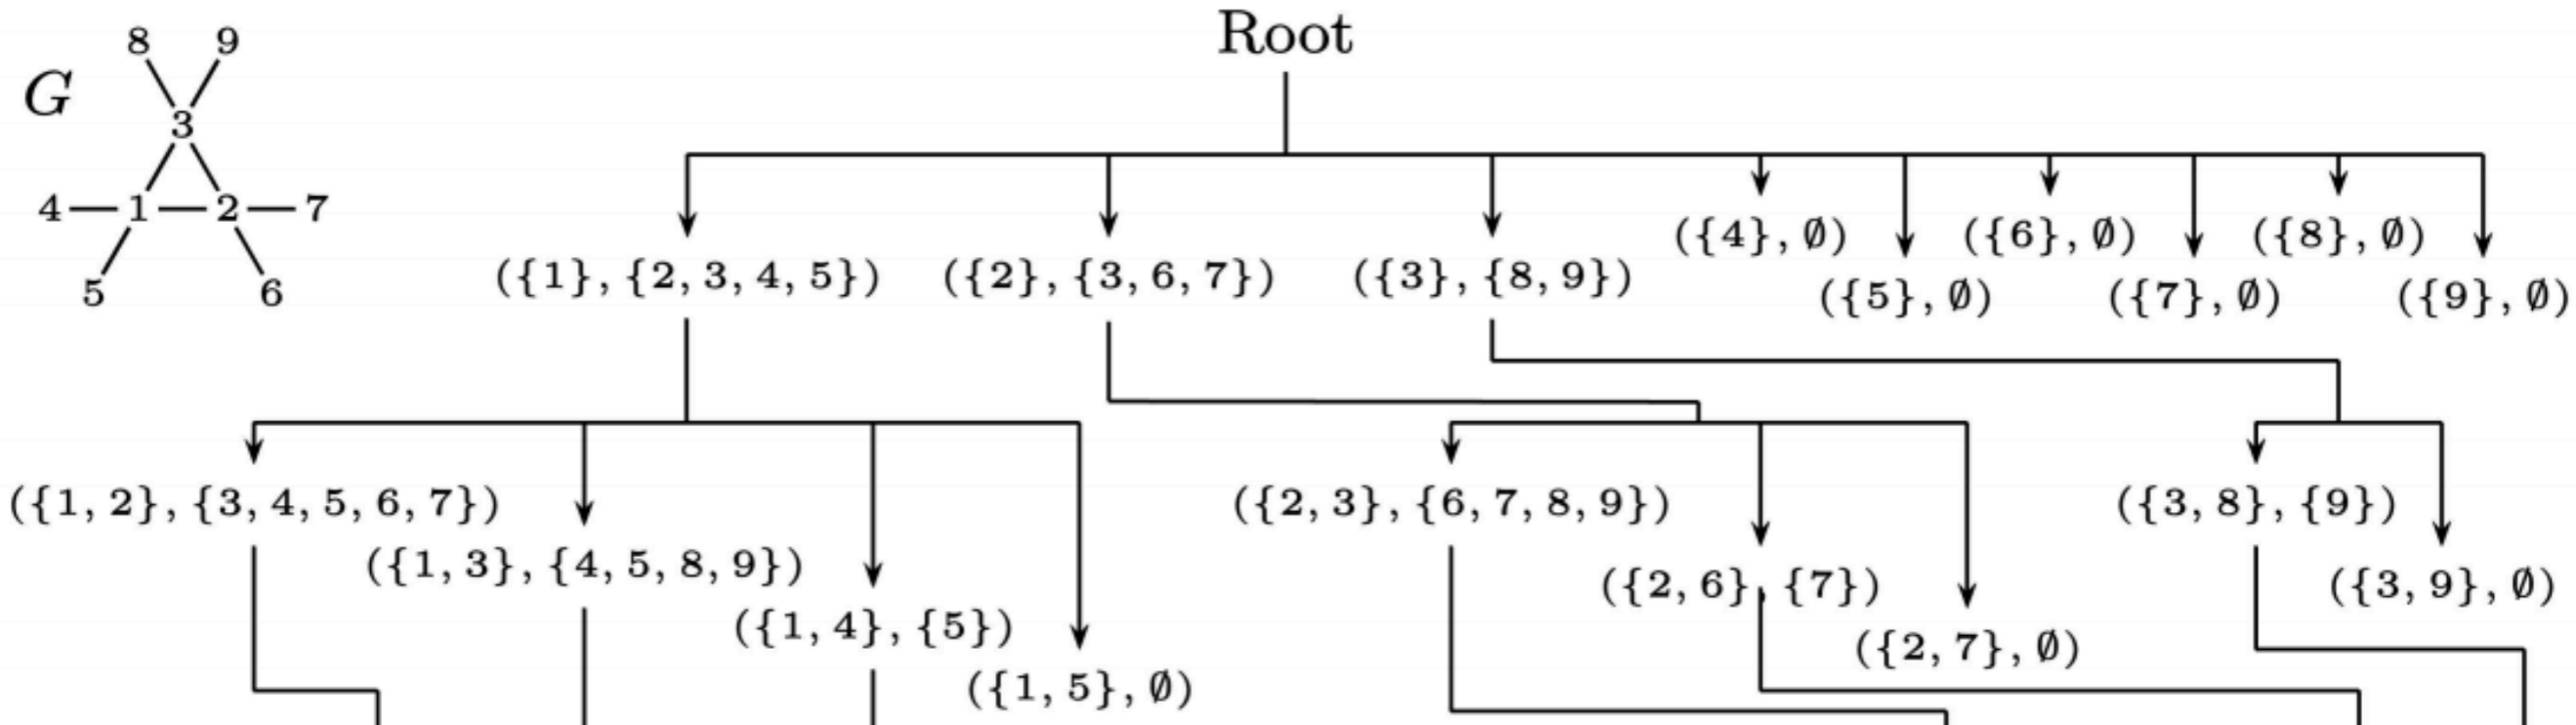 Root
8 9
G
3
4 1 2 7
5 6
({4}, ∅) ({6}, ∅) ({8}, ∅)
({1}, {2, 3, 4, 5}) ({2}, {3, 6, 7}) ({3}, {8, 9})
({5}, ∅) ({7}, ∅) ({9}, ∅)
({1, 2}, {3, 4, 5, 6, 7}) ({2, 3}, {6, 7, 8, 9}) ({3, 8}, {9})
({1, 3}, {4, 5, 8, 9}) ({2, 6}, {7}) ({3, 9}, ∅)
({1, 4}, {5}) ({2, 7}, ∅)
({1, 5}, ∅)